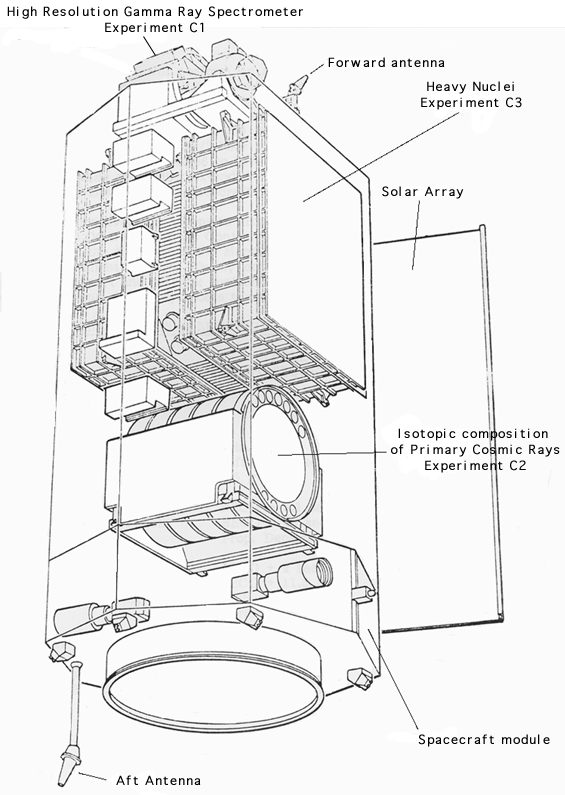 High Resolution Gamma Ray Spectrometer
Experiment C1
Forward antenna
Heavy Nuclei
Experiment C3
Solar Array
Isotopic composition
of Primary Cosmic Rays
Experiment C2
Spacecraft module
Aft Antenna